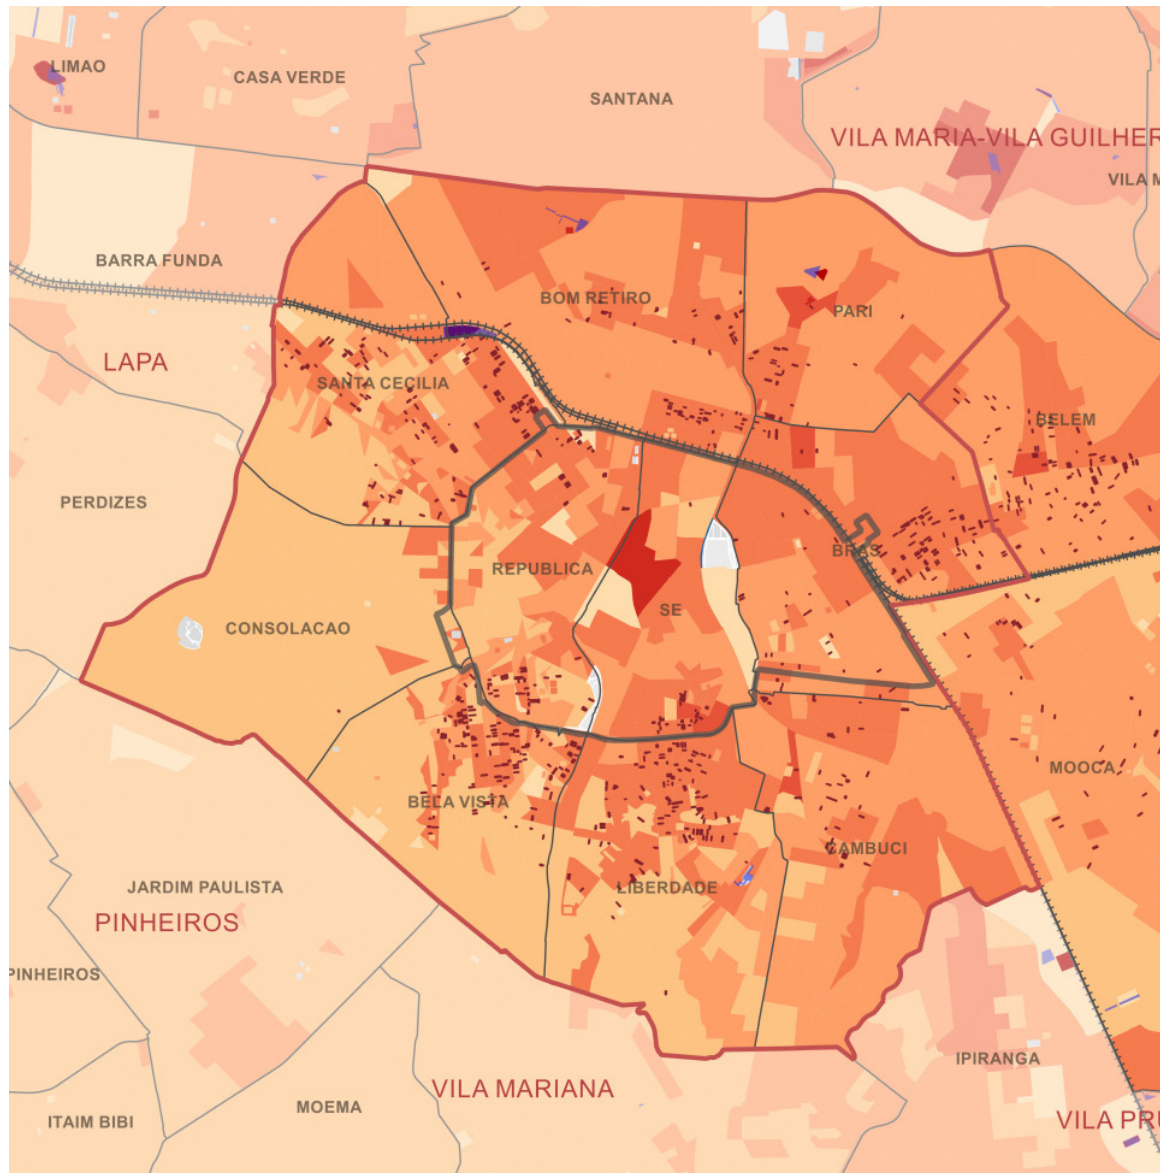 LIMAO
CASA VERDE
SANTANA
VILA MARIA-VILA GUILHER
VILA M
BARRA FUNDA
BOM RETIRO
PARI
LAPA
SANTA CECILIA
BELEM
PERDIZES
BRAS
REPUBLICA
SE
CONSOLACAO
MOOCA
BELA VISTA
CAMBUCI
JARDIM PAULISTA
LIBERDADE
PINHEIROS
PINHEIROS
IPIRANGA
VILA MARIANA
MOEMA
ITAIM BIBI
VILA PRU